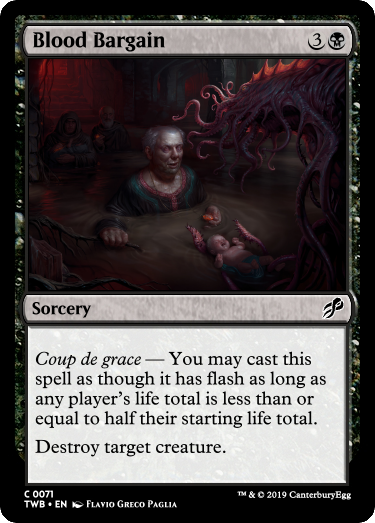 Blood Bargain 3
Sorcery
Coup de grace — You may cast this
spell as though it has flash as long as
any player's life total is less than or
equal to half their starting life total.
Destroy target creature.
C 0071
TWB • EN Flavio Greco Paglia
™ & © 2019 CanterburyEgg